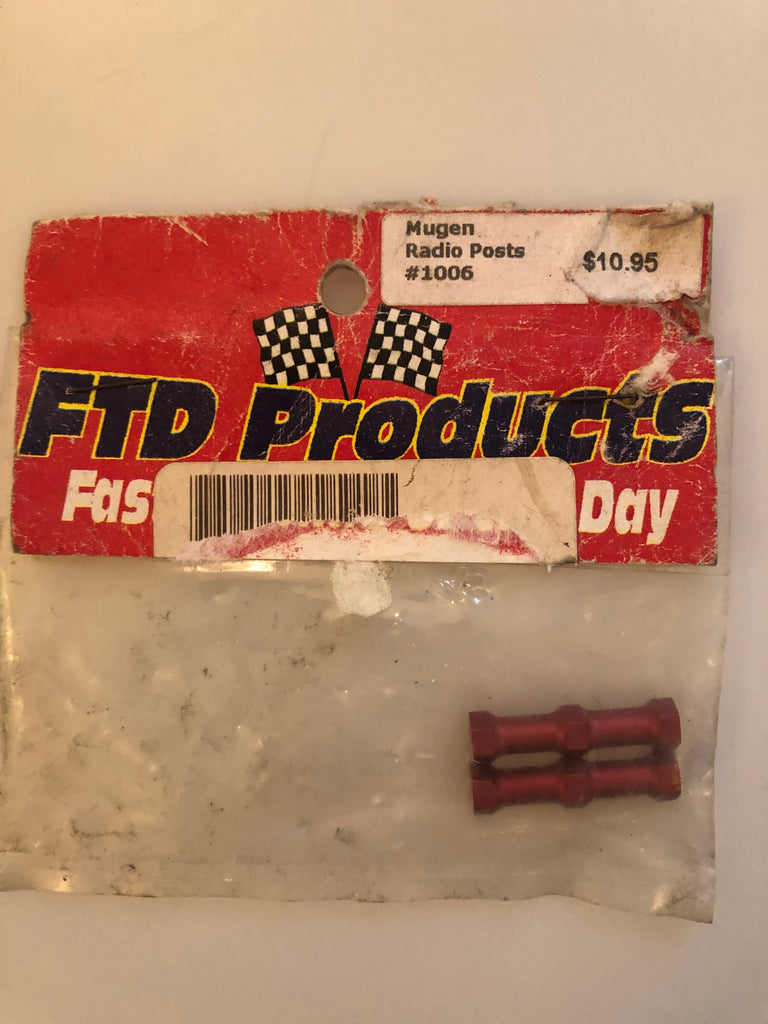 Mugen
Radio Posts
#1006
$10.95
FTD Products
Fas Day